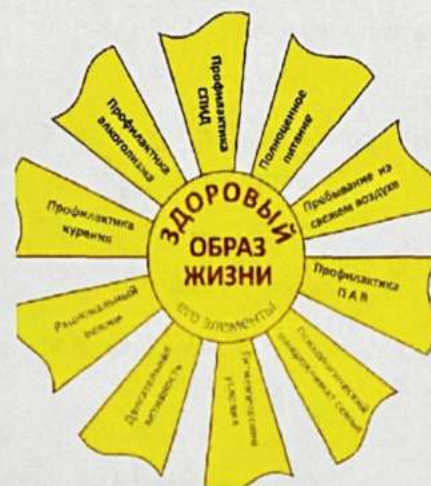 ЗДОРОВЫЙ
ОБРАЗ
ЖИЗНИ
его элементы
Профилактика
СПИД
Полноценное
питание
Пребывание на
свежем воздухе
Профилактика
П А В
Психологический
микроклимат семьи
Гигиенические
условия
Двигательная
активность
Рациональный
режим
Профилактика
курения
Профилактика
алкоголизма